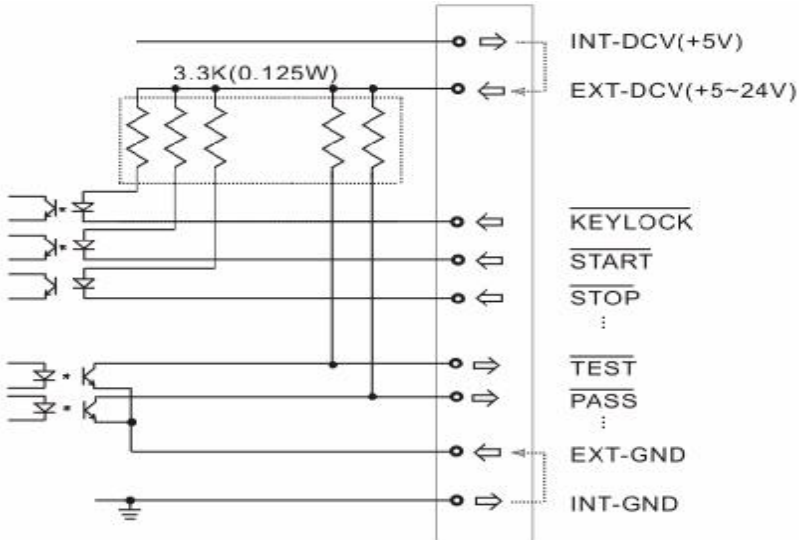 INT-DCV(+5V)
3.3K(0.125W)
EXT-DCV(+5~24V)
KEYLOCK
START
STOP
⋮
TEST
PASS
⋮
EXT-GND
INT-GND